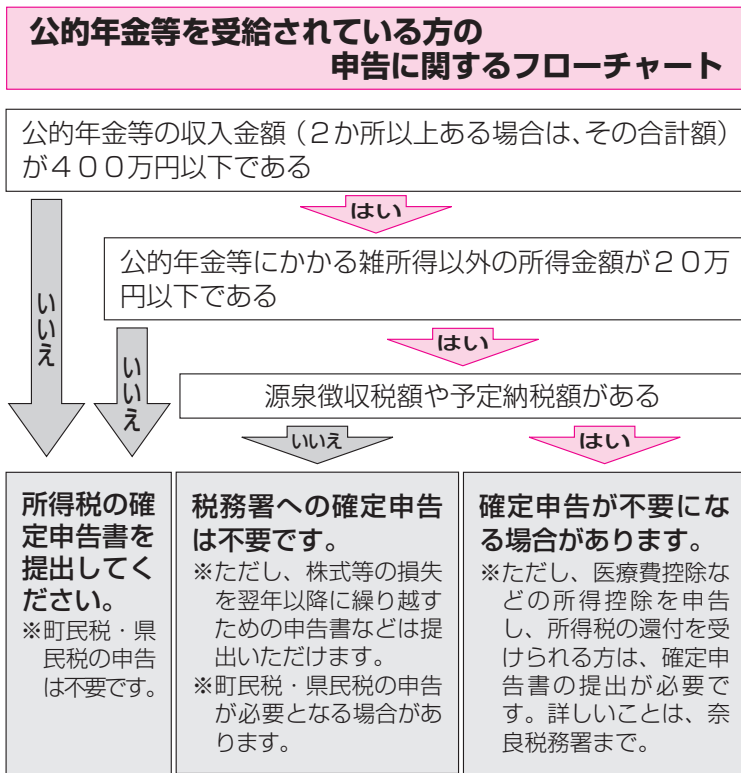 公的年金等を受給されている方の
申告に関するフローチャート
公的年金等の収入金額（２か所以上ある場合は、その合計額）
が４００万円以下である
はい
いいえ
公的年金等にかかる雑所得以外の所得金額が２０万
円以下である
はい
いいえ
源泉徴収税額や予定納税額がある
いいえ
はい
所得税の確
定申告書を
提出してく
ださい。
※町民税・県
民税の申告
は不要です。
税務署への確定申告
は不要です。
※ただし、株式等の損失
を翌年以降に繰り越す
ための申告書などは提
出いただけます。
※町民税・県民税の申告
が必要となる場合があ
ります。
確定申告が不要にな
る場合があります。
※ただし、医療費控除な
どの所得控除を申告
し、所得税の還付を受
けられる方は、確定申
告書の提出が必要で
す。詳しいことは、奈
良税務署まで。